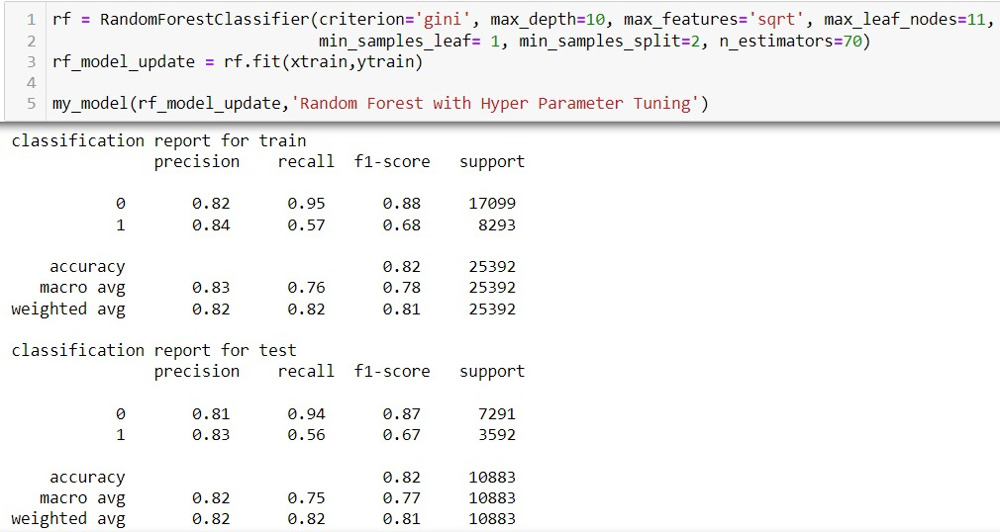 1 rf = RandomForestClassifier(criterion='gini', max_depth=10, max_features='sqrt', max_leaf_nodes=11,
2 min_samples_leaf= 1, min_samples_split=2, n_estimators=70)
3 rf_model_update = rf.fit(xtrain,ytrain)
4
5 my_model(rf_model_update,'Random Forest with Hyper Parameter Tuning')
classification report for train
precision recall f1-score support
0 0.82 0.95 0.88 17099
1 0.84 0.57 0.68 8293
accuracy 0.82 25392
macro avg 0.83 0.76 0.78 25392
weighted avg 0.82 0.82 0.81 25392
classification report for test
precision recall f1-score support
0 0.81 0.94 0.87 7291
1 0.83 0.56 0.67 3592
accuracy 0.82 10883
macro avg 0.82 0.75 0.77 10883
weighted avg 0.82 0.82 0.81 10883